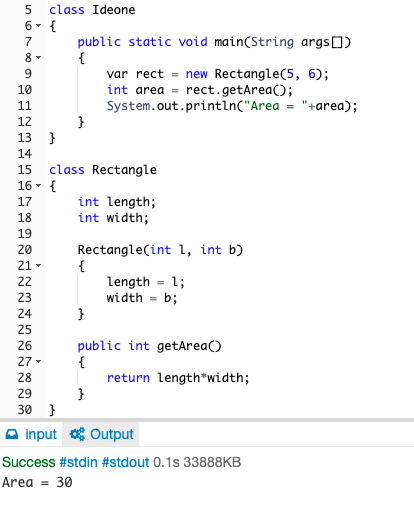 5 class Ideone
6 {
7     public static void main(String args[])
8     {
9         var rect = new Rectangle(5, 6);
10         int area = rect.getArea();
11         System.out.println("Area = "+area);
12     }
13 }
14
15 class Rectangle
16 {
17     int length;
18     int width;
19
20     Rectangle(int l, int b)
21     {
22         length = l;
23         width = b;
24     }
25
26     public int getArea()
27     {
28         return length*width;
29     }
30 }
input Output
Success #stdin #stdout 0.1s 33888KB
Area = 30